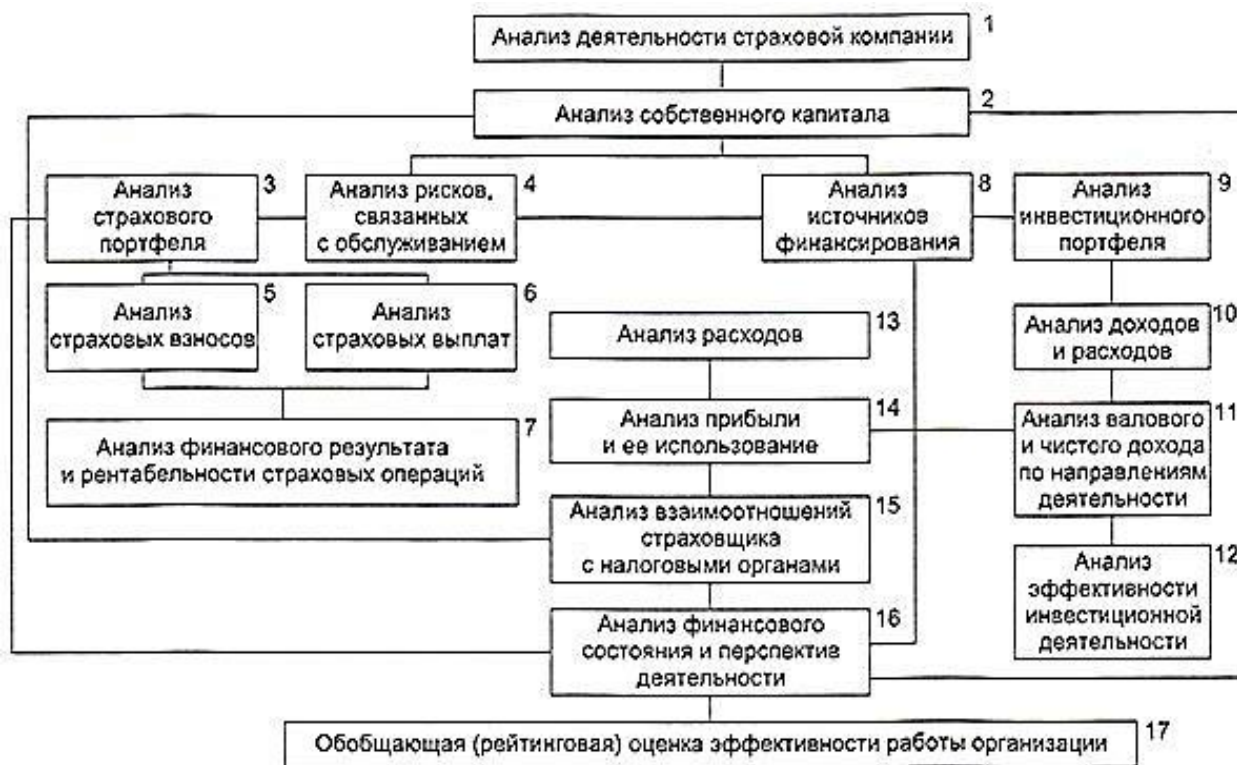 1
Анализ деятельности страховой компании
2
Анализ собственного капитала
3
Анализ
страхового
портфеля
4
Анализ рисков,
связанных
с обслуживанием
8
Анализ
источников
финансирования
9
Анализ
инвестиционного
портфеля
5
Анализ
страховых взносов
6
Анализ
страховых выплат
13
Анализ расходов
10
Анализ доходов
и расходов
7
Анализ финансового результата
и рентабельности страховых операций
14
Анализ прибыли
и ее использование
11
Анализ валового
и чистого дохода
по направлениям
деятельности
15
Анализ взаимоотношений
страховщика
с налоговыми органами
12
Анализ
эффективности
инвестиционной
деятельности
16
Анализ финансового
состояния и перспектив
деятельности
17
Обобщающая (рейтинговая) оценка эффективности работы организации